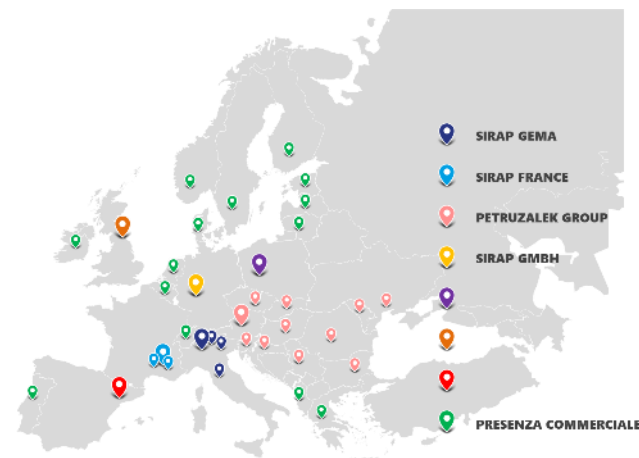 SIRAP GEMA
SIRAP FRANCE
PETRUZALEK GROUP
SIRAP GMBH
PRESENZA COMMERCIALE